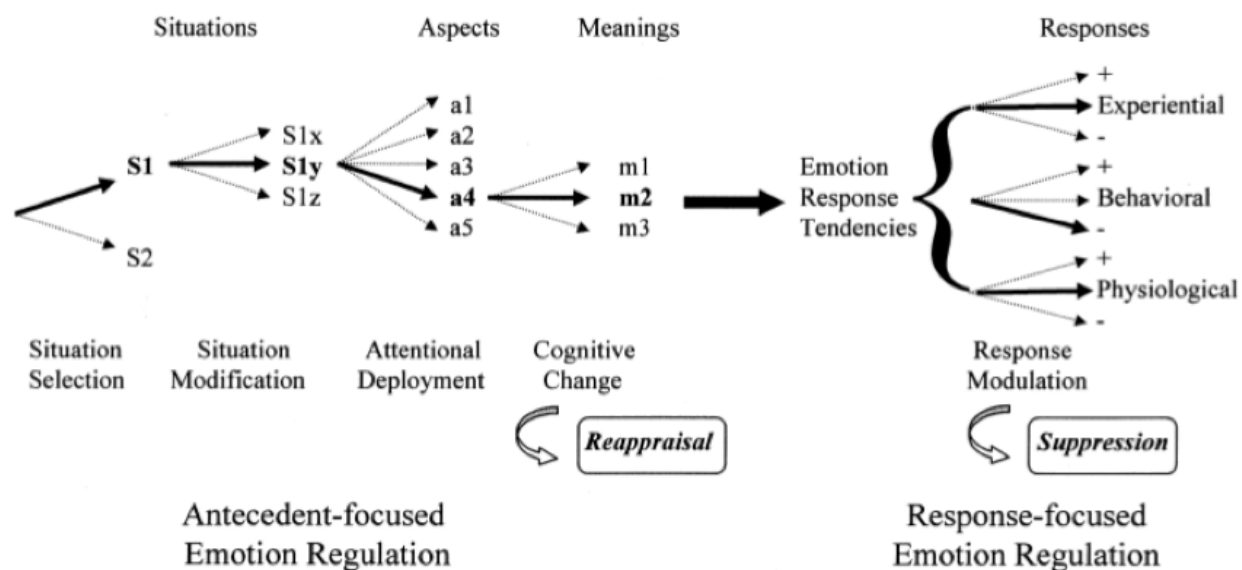 Situations Aspects Meanings Responses
+
a1 Experiential
S1x a2 -
S1 S1y a3 m1 Emotion +
S1z a4 m2 Response Behavioral
S2 a5 m3 Tendencies -
+
Physiological
-
Situation Situation Attentional Cognitive Response
Selection Modification Deployment Change Modulation
Reappraisal Suppression
Antecedent-focused Response-focused
Emotion Regulation Emotion Regulation